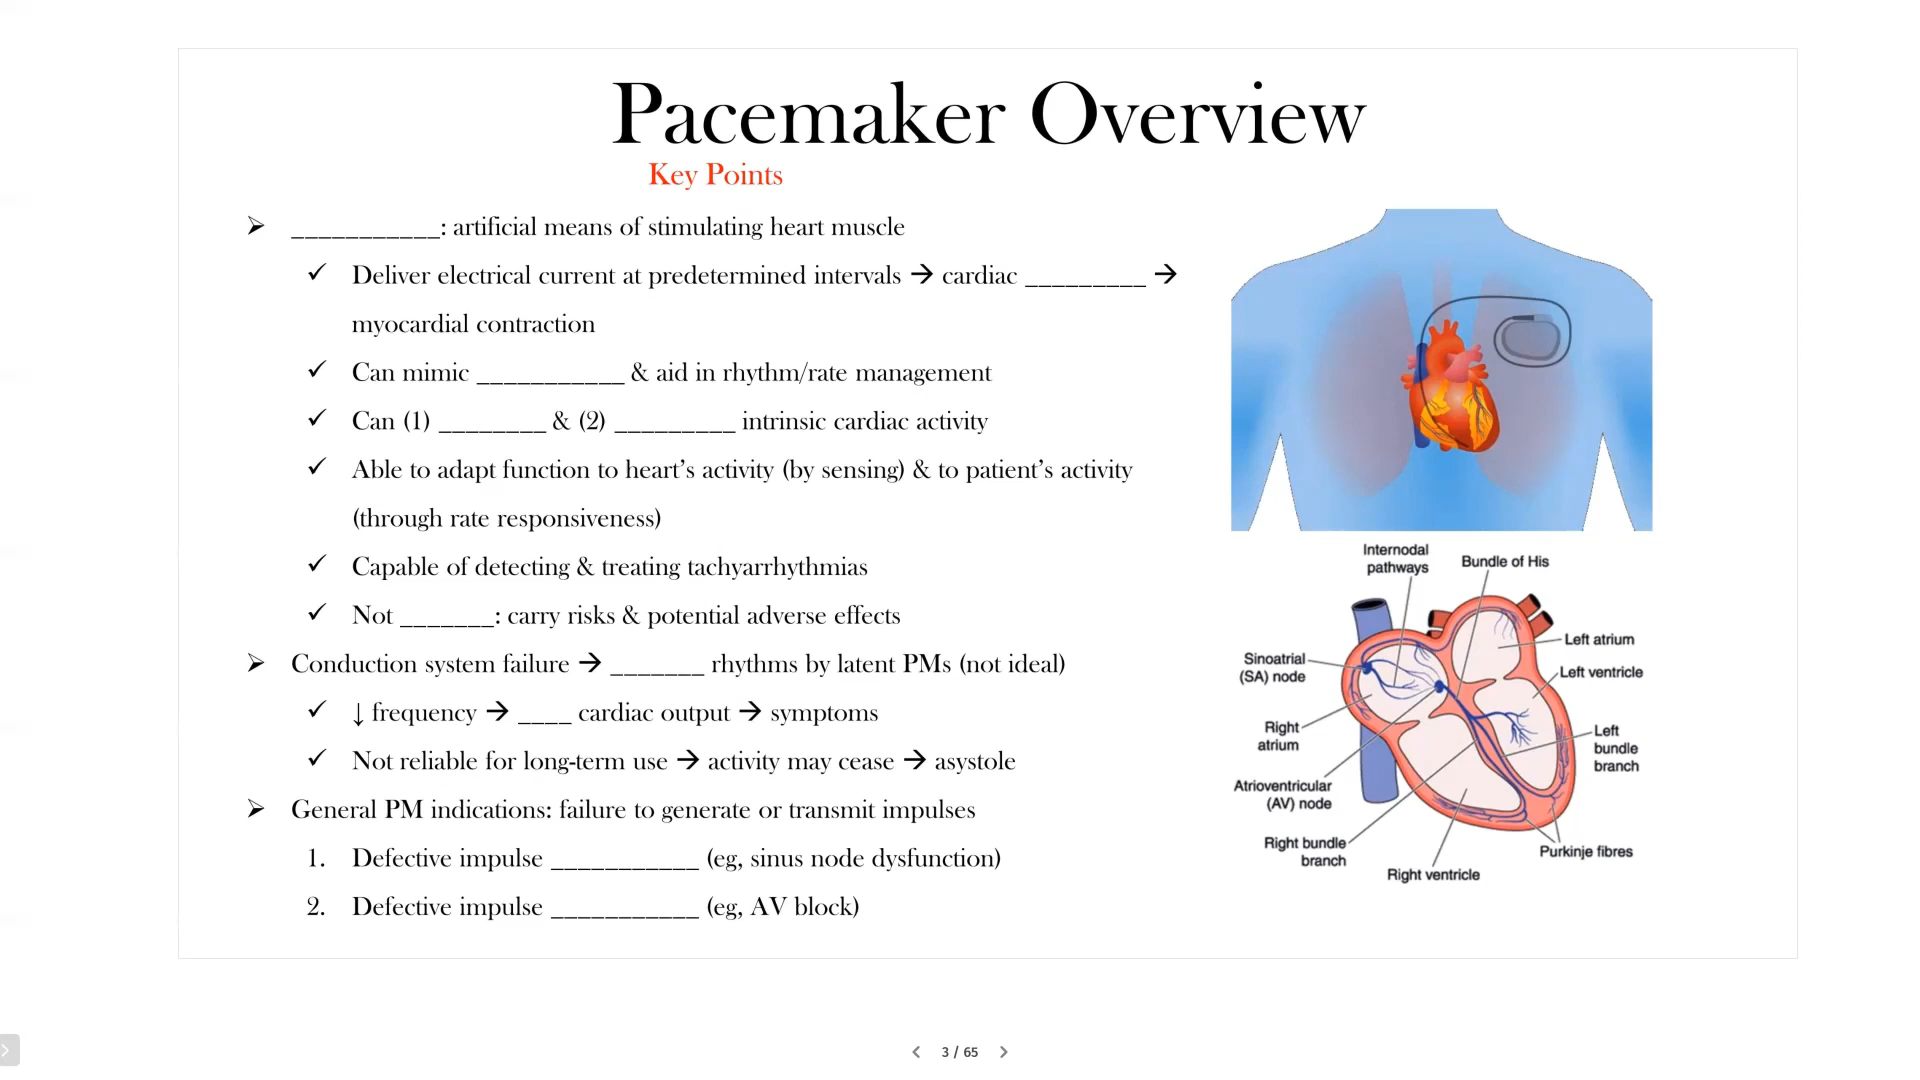 Pacemaker Overview
Key Points
➢ ___________: artificial means of stimulating heart muscle
✓ Deliver electrical current at predetermined intervals → cardiac _________ →
myocardial contraction
✓ Can mimic ___________ & aid in rhythm/rate management
✓ Can (1) ________ & (2) _________ intrinsic cardiac activity
✓ Able to adapt function to heart’s activity (by sensing) & to patient’s activity
(through rate responsiveness)
✓ Capable of detecting & treating tachyarrhythmias
✓ Not _______: carry risks & potential adverse effects
➢ Conduction system failure → _______ rhythms by latent PMs (not ideal)
✓ ↓ frequency → ____ cardiac output → symptoms
✓ Not reliable for long-term use → activity may cease → asystole
➢ General PM indications: failure to generate or transmit impulses
1. Defective impulse ___________ (eg, sinus node dysfunction)
2. Defective impulse ___________ (eg, AV block)
Internodal
pathways
Bundle of His
Left atrium
Sinoatrial
(SA) node
Left ventricle
Right
atrium
Left
bundle
branch
Atrioventricular
(AV) node
Right bundle
branch
Purkinje fibres
Right ventricle
3 / 65